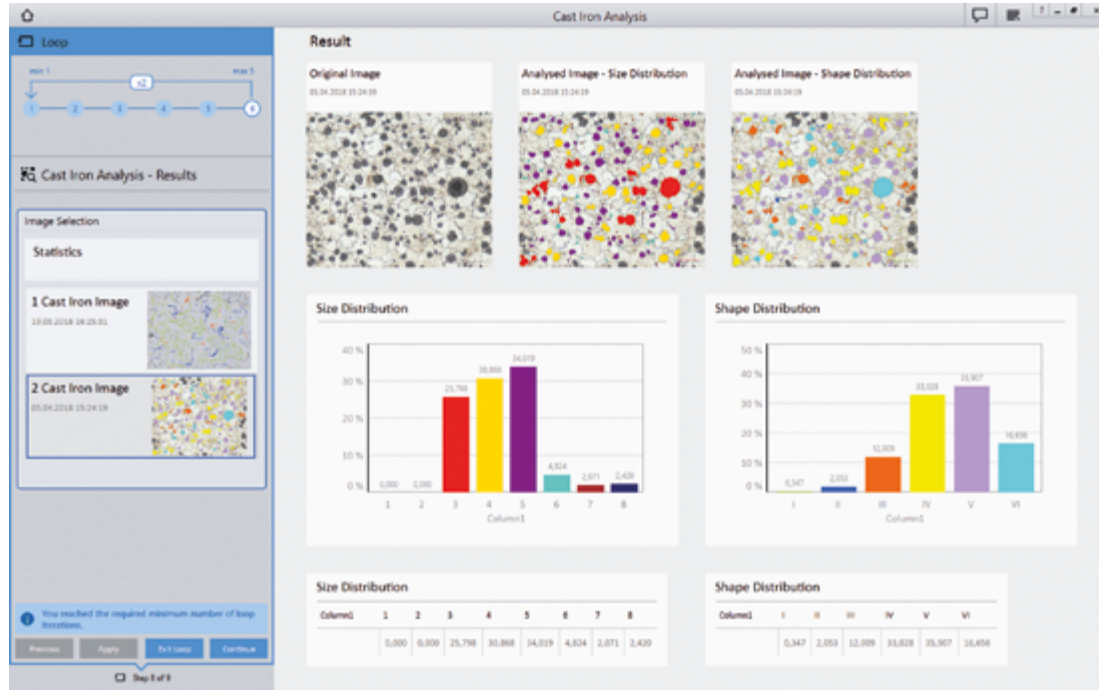 Cast Iron Analysis
?
Loop
min 1
max 5
x2
1 2 3 4 5 6
Cast Iron Analysis - Results
Image Selection
Statistics
1 Cast Iron Image
2 Cast Iron Image
05.04.2018 15:24:19
You reached the required minimum number of loop
iterations.
Previous
Apply
Exit Loop
Continue
Result
Original Image
05.04.2018 15:24:19
Analysed Image - Size Distribution
05.04.2018 15:24:19
Analysed Image - Shape Distribution
05.04.2018 15:24:19
Size Distribution
40 %
30 %
20 %
10 %
0 %
0,000
0,000
25,798
30,868
34,019
4,824
2,071
2,420
1 2 3 4 5 6 7 8
Column1
Shape Distribution
50 %
40 %
30 %
20 %
10 %
0 %
0,347
2,053
12,009
33,028
35,907
16,656
I II III IV V VI
Column1
Size Distribution
Column1 1 2 3 4 5 6 7 8
0,000 0,000 25,798 30,868 34,019 4,824 2,071 2,420
Shape Distribution
Column1 I II III IV V VI
0,347 2,053 12,009 33,028 35,907 16,656